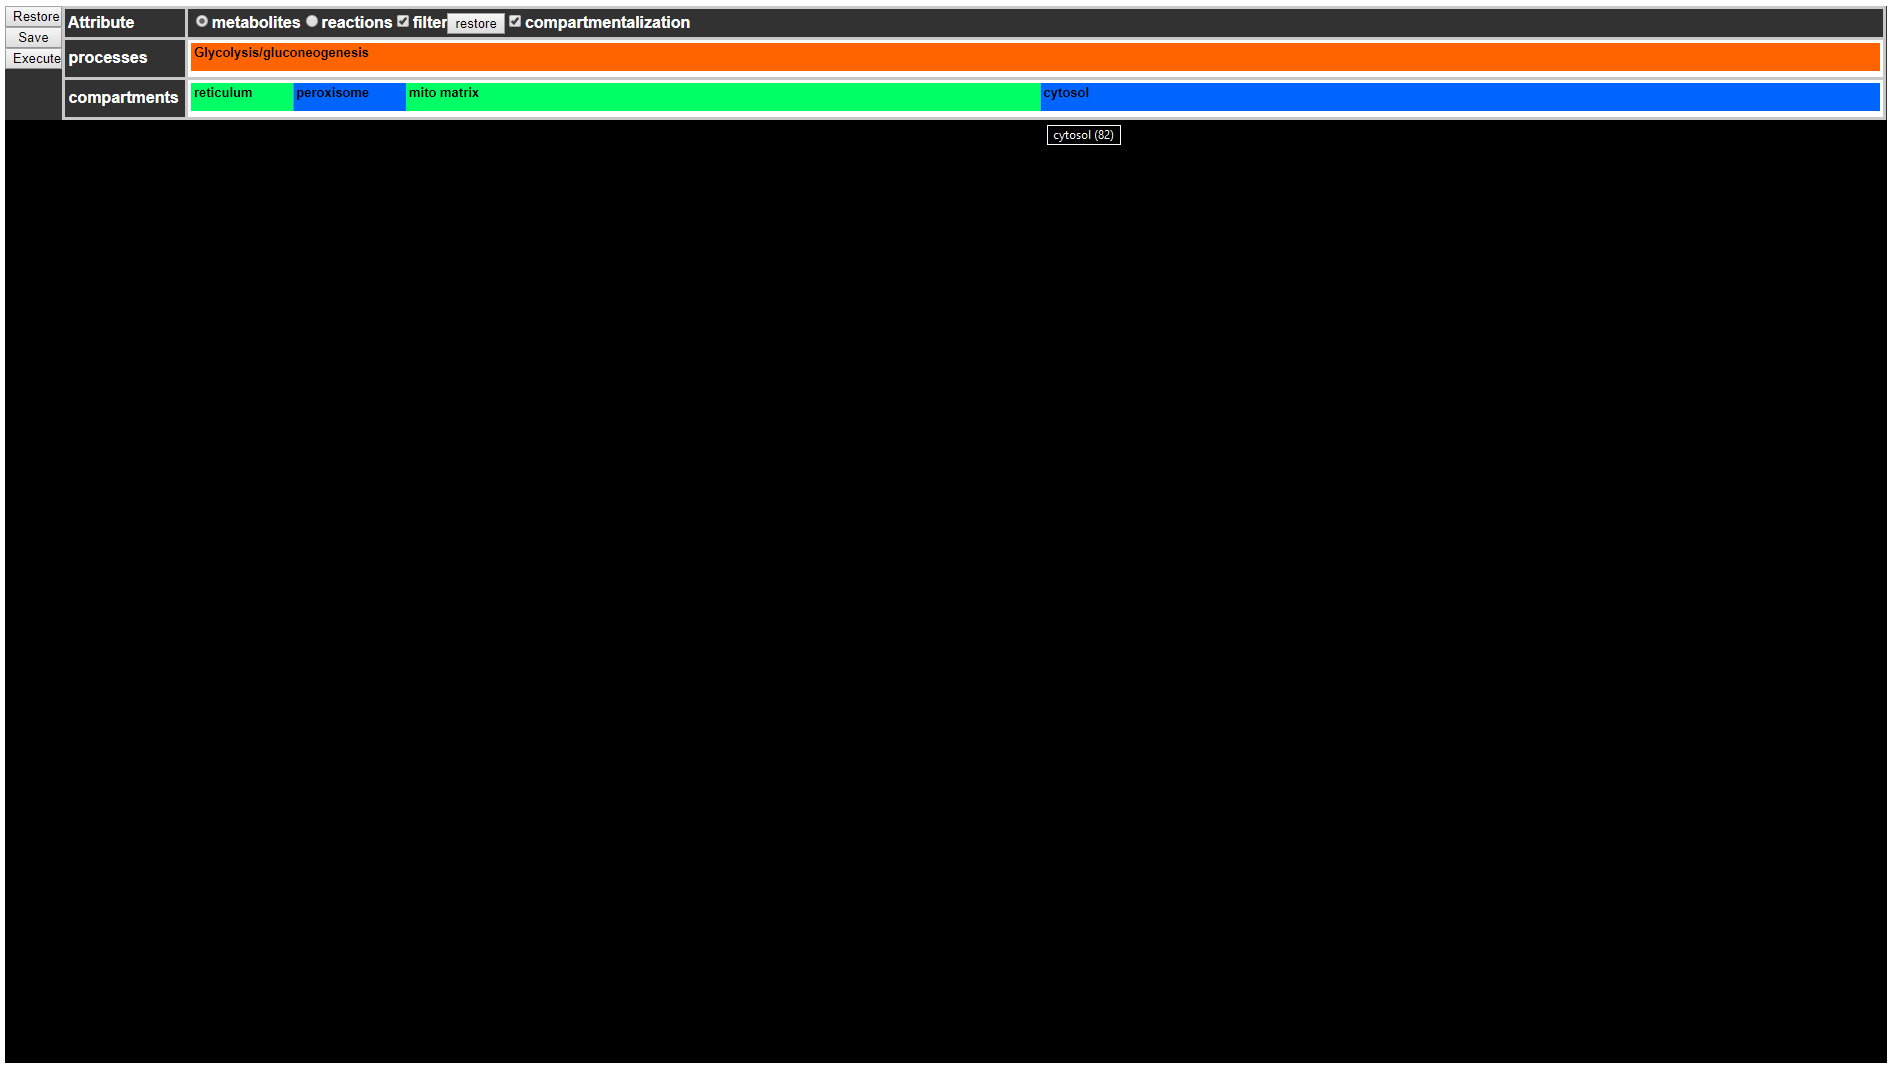 Restore
Save
Execute
Attribute metabolites reactions filter restore compartmentalization
processes Glycolysis/gluconeogenesis
compartments reticulum peroxisome mito matrix cytosol
cytosol (82)